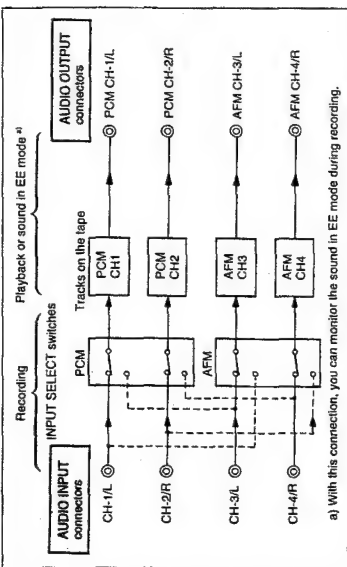 Recording
Playback or sound in EE mode a)
AUDIO INPUT
connectors
INPUT SELECT switches
Tracks on the tape
AUDIO OUTPUT
connectors
PCM
CH-1/L
PCM
CH1
PCM CH-1/L
CH-2/R
PCM
CH2
PCM CH-2/R
AFM
CH-3/L
AFM
CH3
AFM CH-3/L
CH-4/R
AFM
CH4
AFM CH-4/R
a) With this connection, you can monitor the sound in EE mode during recording.